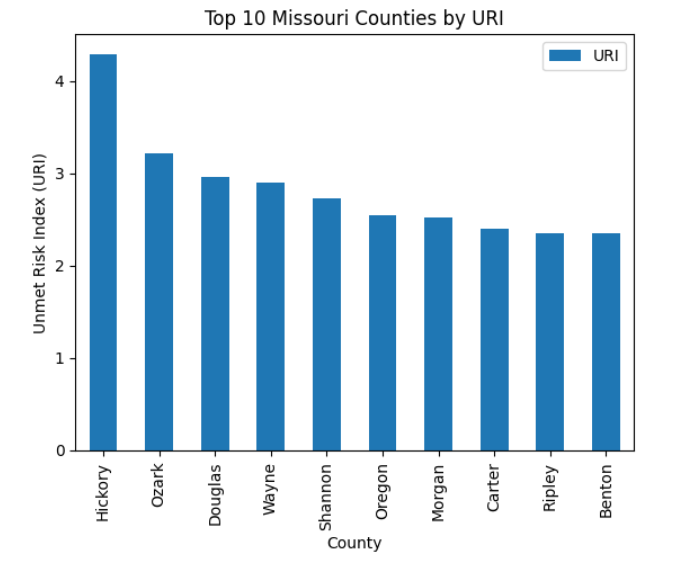 Top 10 Missouri Counties by URI
URI
Unmet Risk Index (URI)
4
3
2
1
0
Hickory
Ozark
Douglas
Wayne
Shannon
Oregon
Morgan
Carter
Ripley
Benton
County